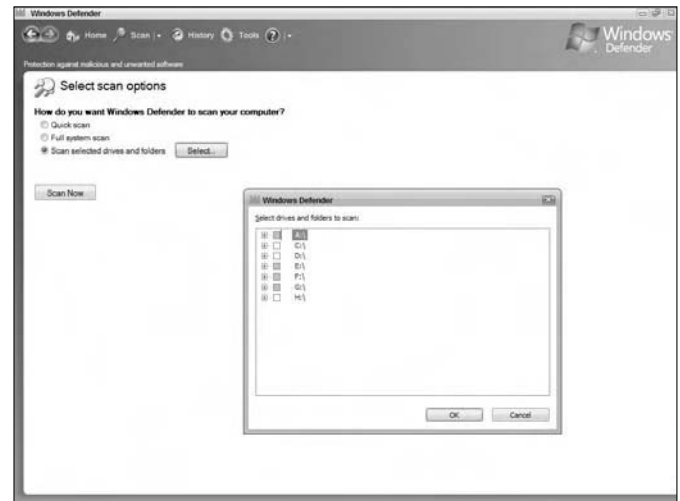 Windows Defender
Home Scan History Tools
Windows
Defender
Protection against malicious and unwanted software
Select scan options
How do you want Windows Defender to scan your computer?
Quick scan
Full system scan
Scan selected drives and folders Select...
Scan Now
Windows Defender
Select drives and folders to scan:
A:\
C:\
D:\
E:\
F:\
G:\
H:\
OK Cancel